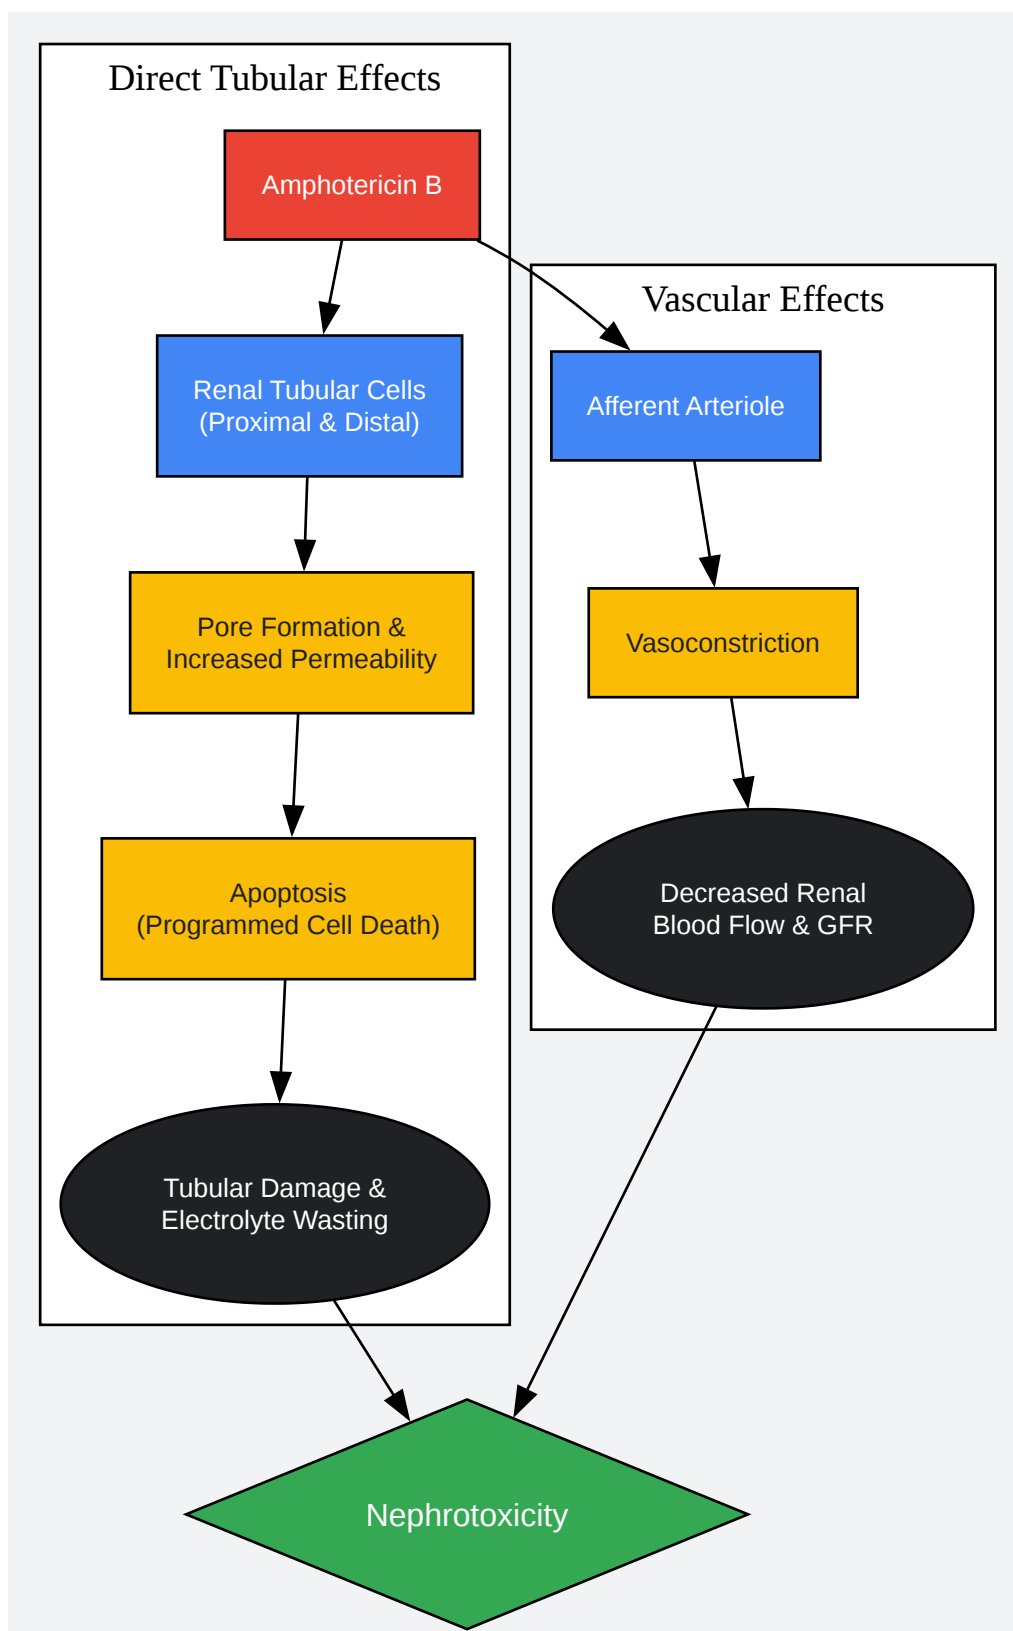 Direct Tubular Effects
Amphotericin B
Renal Tubular Cells
(Proximal & Distal)
Pore Formation &
Increased Permeability
Apoptosis
(Programmed Cell Death)
Tubular Damage &
Electrolyte Wasting
Vascular Effects
Afferent Arteriole
Vasoconstriction
Decreased Renal
Blood Flow & GFR
Nephrotoxicity